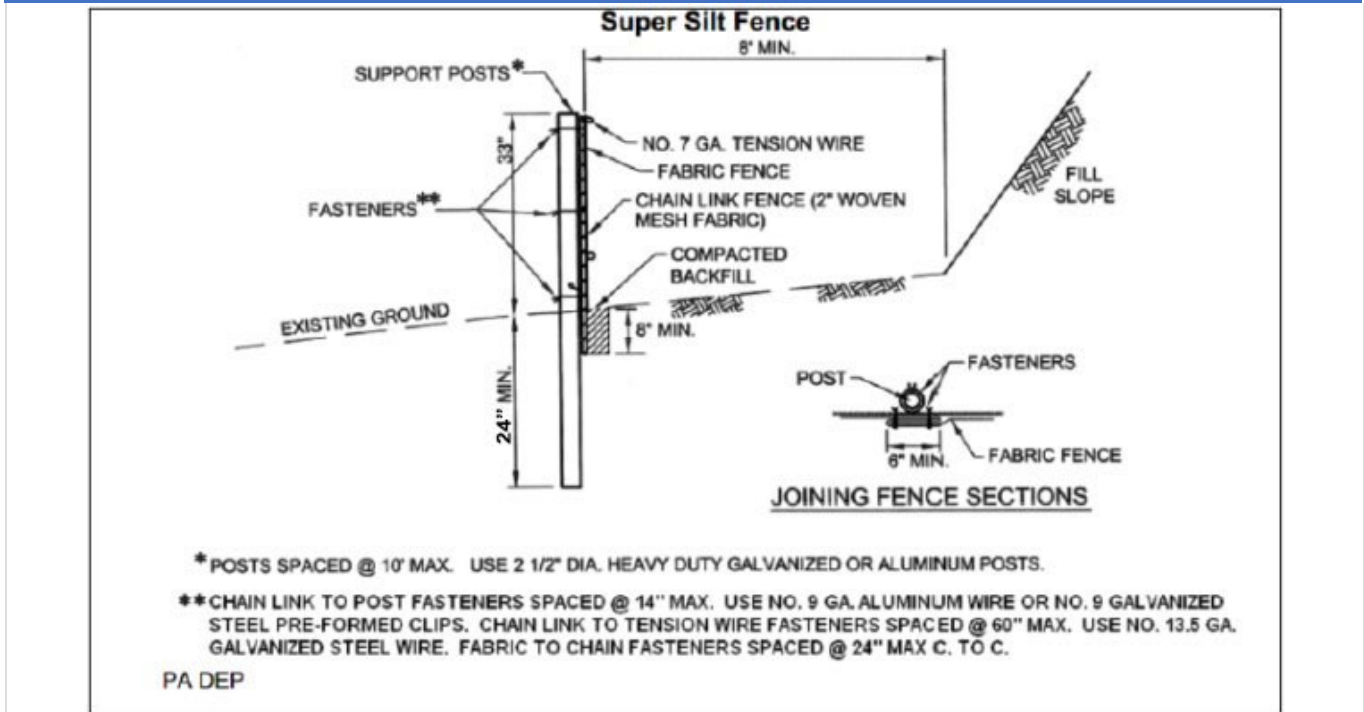 Super Silt Fence
8' MIN.
SUPPORT POSTS*
33"
NO. 7 GA. TENSION WIRE
FABRIC FENCE
CHAIN LINK FENCE (2" WOVEN
MESH FABRIC)
FILL
SLOPE
FASTENERS**
COMPACTED
BACKFILL
EXISTING GROUND
8" MIN.
24" MIN.
POST
FASTENERS
6" MIN.
FABRIC FENCE
JOINING FENCE SECTIONS
* POSTS SPACED @ 10' MAX. USE 2 1/2" DIA. HEAVY DUTY GALVANIZED OR ALUMINUM POSTS.
** CHAIN LINK TO POST FASTENERS SPACED @ 14" MAX. USE NO. 9 GA. ALUMINUM WIRE OR NO. 9 GALVANIZED
STEEL PRE-FORMED CLIPS. CHAIN LINK TO TENSION WIRE FASTENERS SPACED @ 60" MAX. USE NO. 13.5 GA.
GALVANIZED STEEL WIRE. FABRIC TO CHAIN FASTENERS SPACED @ 24" MAX C. TO C.
PA DEP